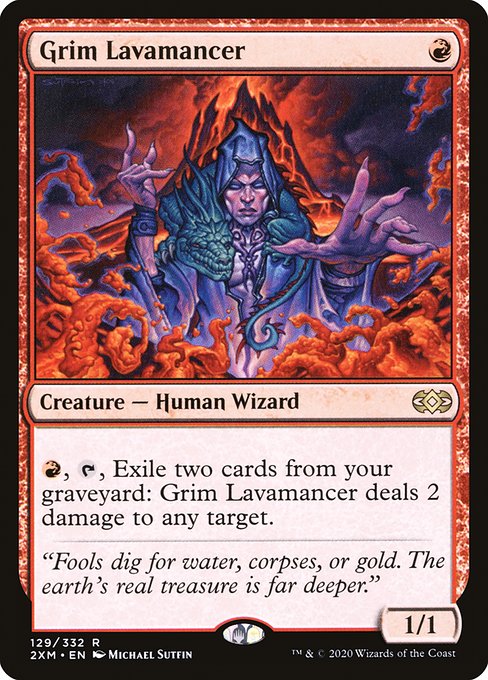 Grim Lavamancer
Creature — Human Wizard
, , Exile two cards from your
graveyard: Grim Lavamancer deals 2
damage to any target.
“Fools dig for water, corpses, or gold. The
earth’s real treasure is far deeper.”
1/1
129/332 R
2XM • EN Michael Sutfin
™ & © 2020 Wizards of the Coast